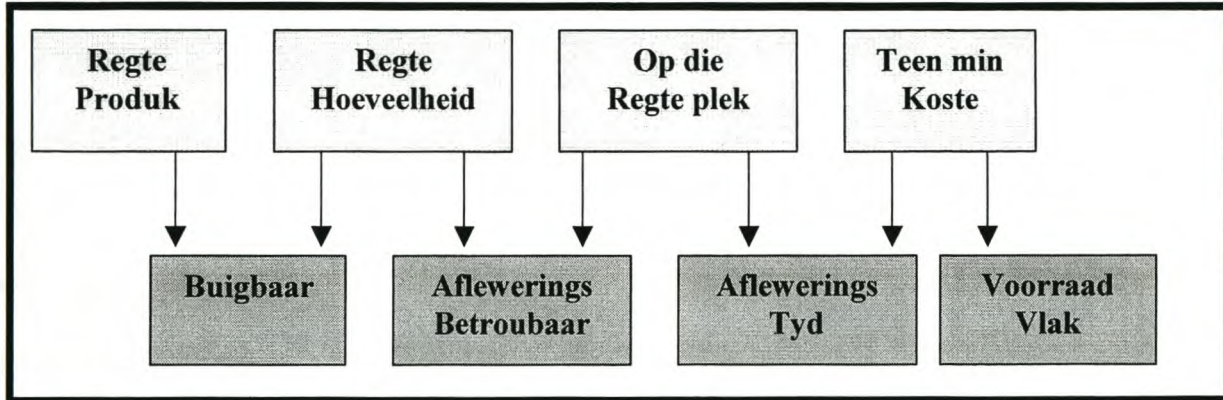 Regte
Produk
Regte
Hoeveelheid
Op die
Regte plek
Teen min
Koste
Buigbaar
Aflewerings
Betroubaar
Aflewerings
Tyd
Voorraad
Vlak